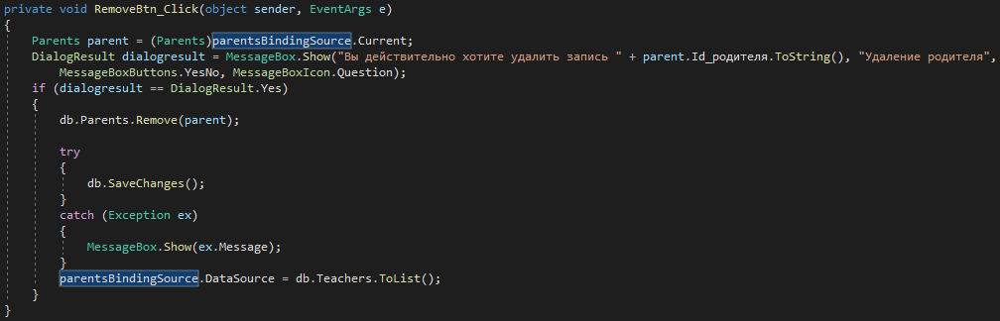 private void RemoveBtn_Click(object sender, EventArgs e)
{
Parents parent = (Parents)parentsBindingSource.Current;
DialogResult dialogresult = MessageBox.Show("Вы действительно хотите удалить запись " + parent.Id_родителя.ToString(), "Удаление родителя",
MessageBoxButtons.YesNo, MessageBoxIcon.Question);
if (dialogresult == DialogResult.Yes)
{
db.Parents.Remove(parent);
try
{
db.SaveChanges();
}
catch (Exception ex)
{
MessageBox.Show(ex.Message);
}
parentsBindingSource.DataSource = db.Teachers.ToList();
}
}